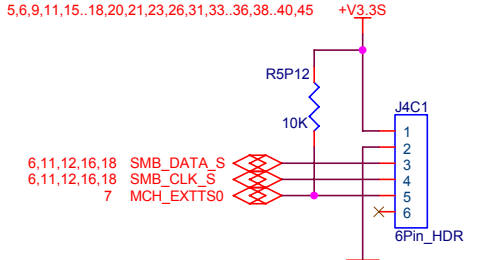 5,6,9,11,15..18,20,21,23,26,31,33..36,38..40,45 +V3.3S
R5P12
10K
J4C1
1
2
6,11,12,16,18 SMB_DATA_S 3
6,11,12,16,18 SMB_CLK_S 4
7 MCH_EXTTS0 5
6
6Pin_HDR